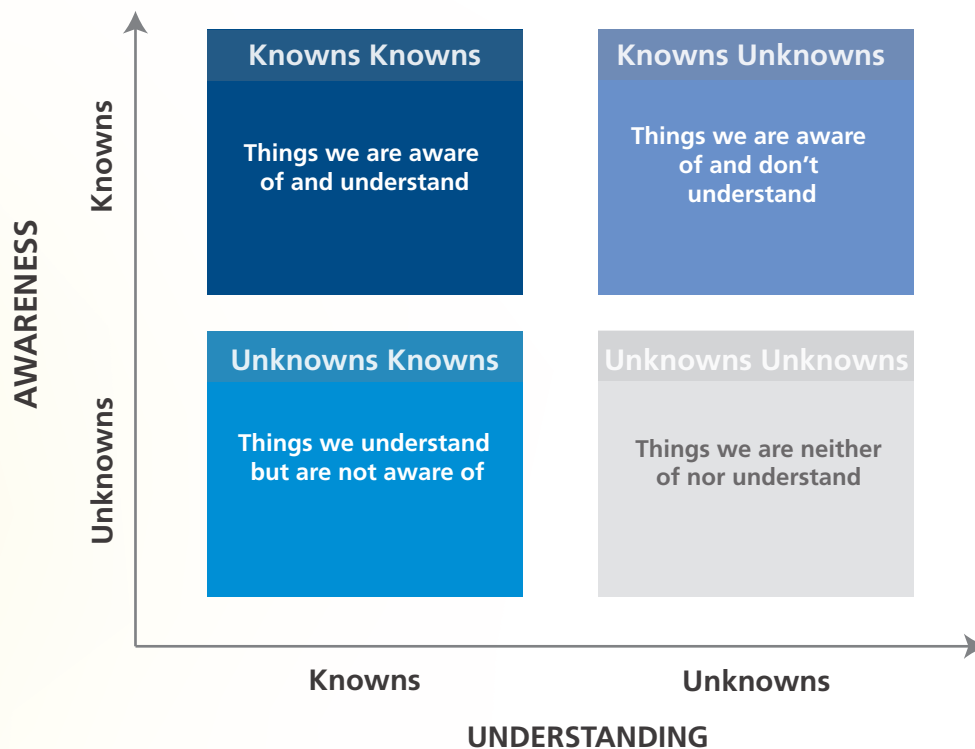 AWARENESS
Knowns
Unknowns
Knowns Knowns
Things we are aware
of and understand
Knowns Unknowns
Things we are aware
of and don't
understand
Unknowns Knowns
Things we understand
but are not aware of
Unknowns Unknowns
Things we are neither
of nor understand
Knowns
Unknowns
UNDERSTANDING